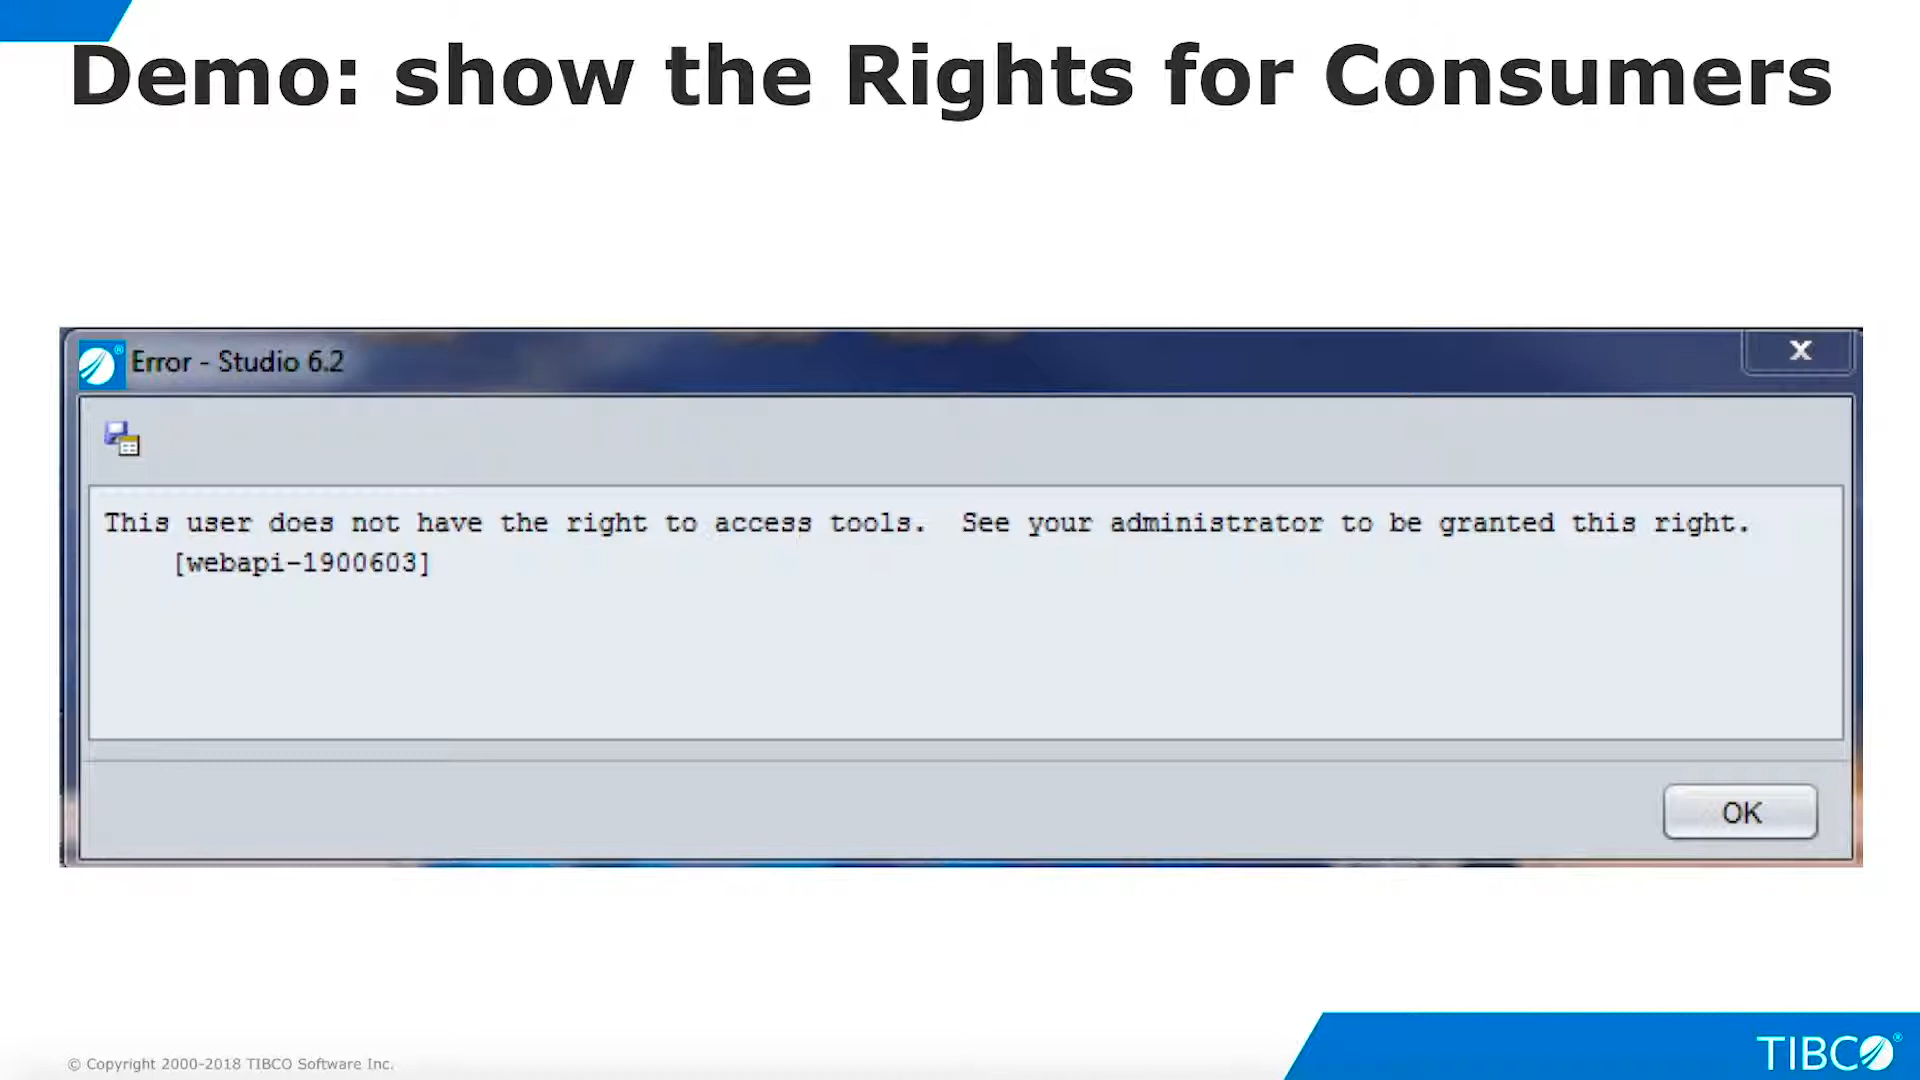 Demo: show the Rights for Consumers
Error - Studio 6.2
X
This user does not have the right to access tools.  See your administrator to be granted this right.
[webapi-1900603]
OK
© Copyright 2000-2018 TIBCO Software Inc.
TIBCO®